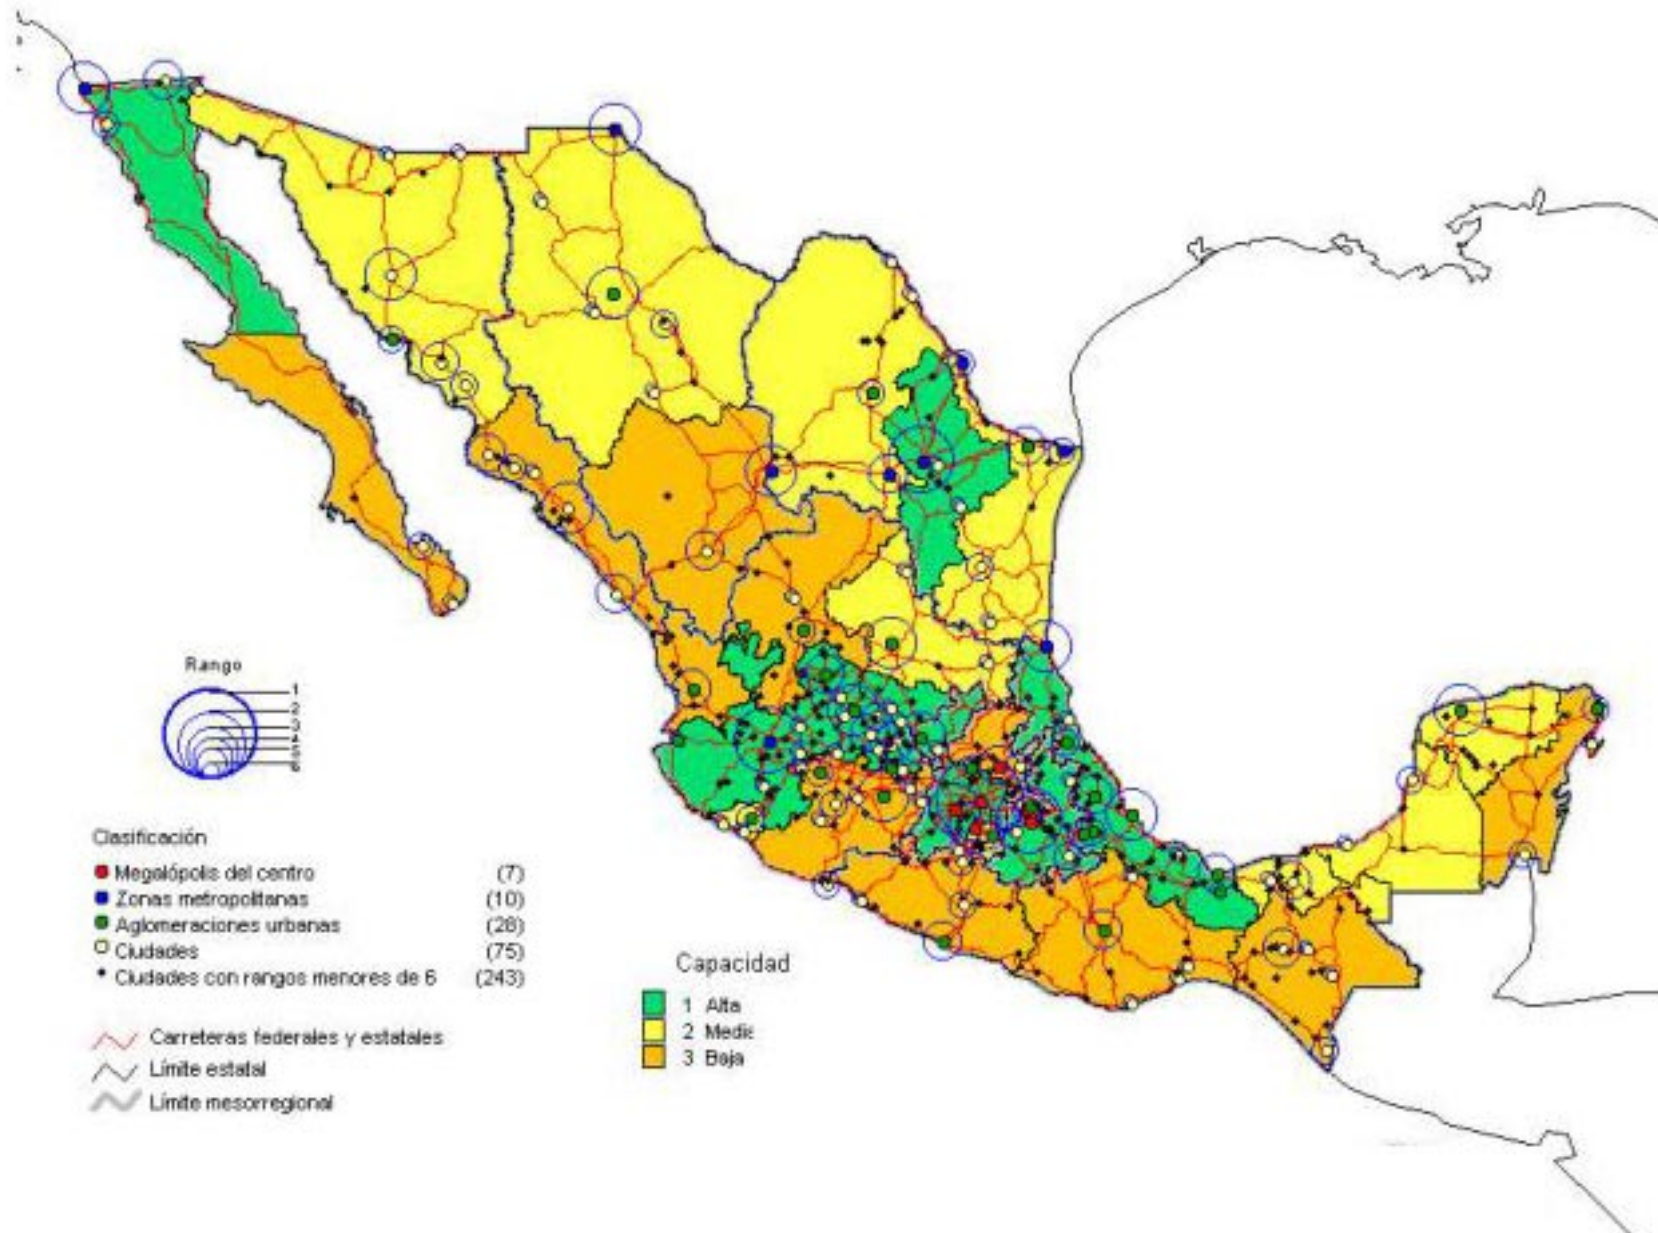 Rango
1
2
3
4
5
6
Clasificación
Megalópolis del centro (7)
Zonas metropolitanas (10)
Aglomeraciones urbanas (28)
Ciudades (75)
Ciudades con rangos menores de 6 (243)
Carreteras federales y estatales
Límite estatal
Límite mesorregional
Capacidad
1 Alta
2 Media
3 Baja